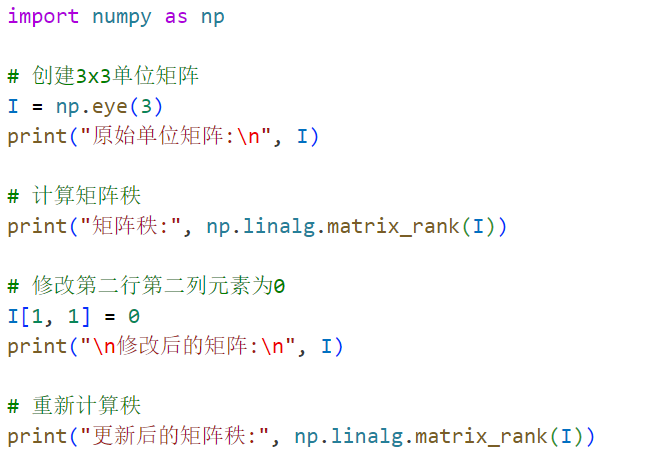 import numpy as np
# 创建3x3单位矩阵
I = np.eye(3)
print("原始单位矩阵:\n", I)
# 计算矩阵秩
print("矩阵秩:", np.linalg.matrix_rank(I))
# 修改第二行第二列元素为0
I[1, 1] = 0
print("\n修改后的矩阵:\n", I)
# 重新计算秩
print("更新后的矩阵秩:", np.linalg.matrix_rank(I))